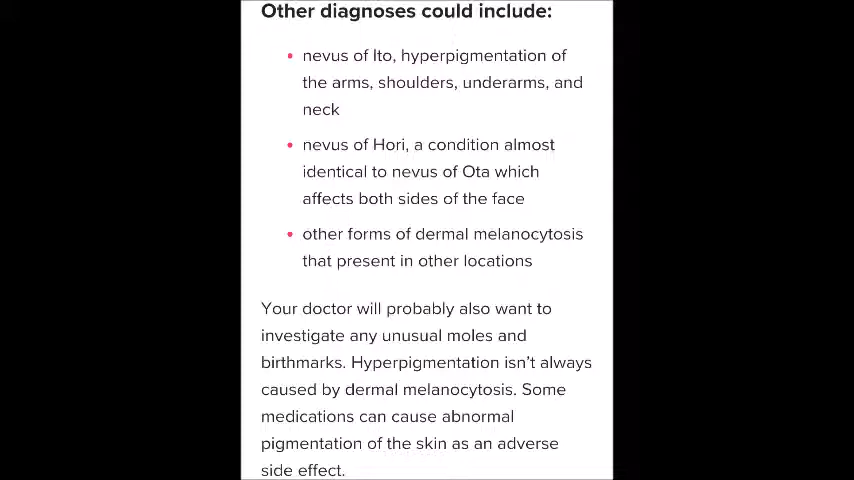 Other diagnoses could include:
• nevus of Ito, hyperpigmentation of
the arms, shoulders, underarms, and
neck
• nevus of Hori, a condition almost
identical to nevus of Ota which
affects both sides of the face
• other forms of dermal melanocytosis
that present in other locations
Your doctor will probably also want to
investigate any unusual moles and
birthmarks. Hyperpigmentation isn’t always
caused by dermal melanocytosis. Some
medications can cause abnormal
pigmentation of the skin as an adverse
side effect.